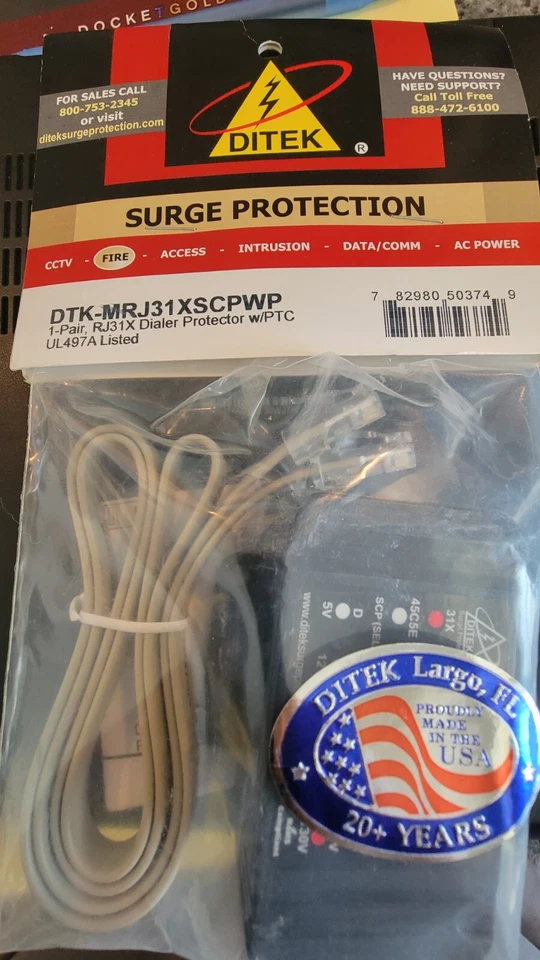 DOCKET GOLD
FOR SALES CALL
800-753-2345
or visit
diteksurgeprotection.com
DITEK
®
HAVE QUESTIONS?
NEED SUPPORT?
Call Toll Free
888-472-6100
SURGE PROTECTION
CCTV - FIRE - ACCESS - INTRUSION - DATA/COMM - AC POWER
DTK-MRJ31XSCPWP
1-Pair, RJ31X Dialer Protector w/PTC
UL497A Listed
7 82980 50374 9
DITEK
31X
45C5E
SCP
D
5V
DITEK Largo, FL
PROUDLY
MADE
IN THE
USA
20+ YEARS
30V